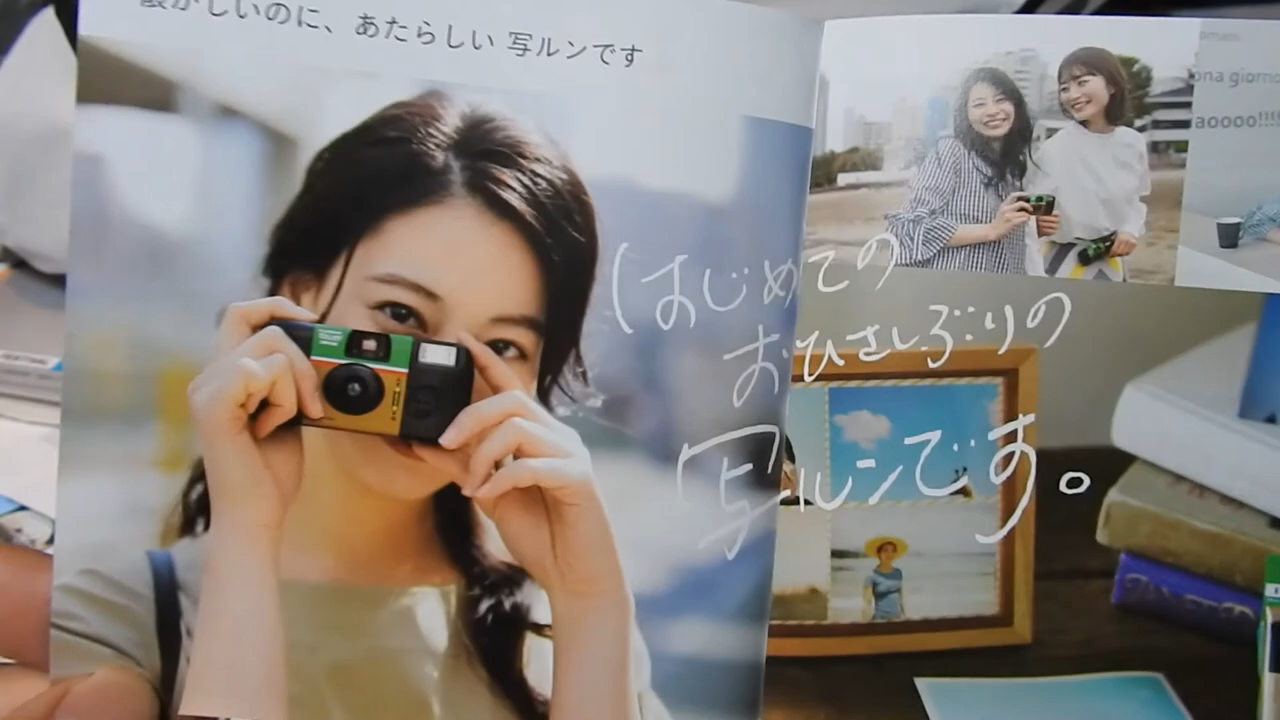 懐かしいのに、あたらしい 写ルンです
はじめての
おひさしぶりの
写ルンです。
ona giorno
aoooo!!!!